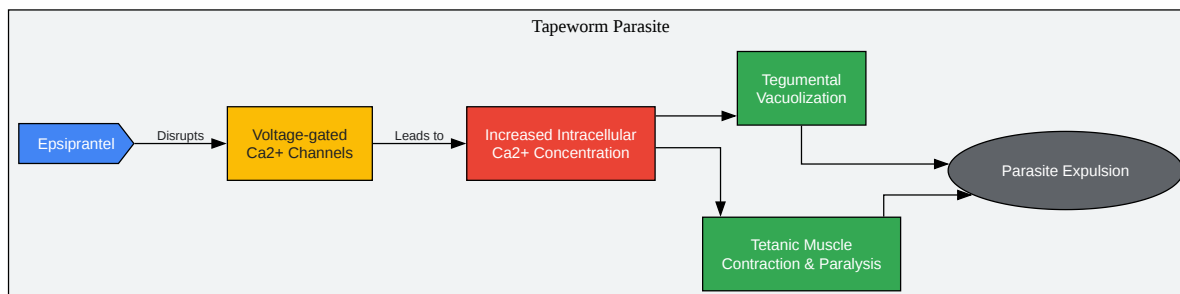 Tapeworm Parasite
Epsiprantel
Disrupts
Voltage-gated
Ca2+ Channels
Leads to
Increased Intracellular
Ca2+ Concentration
Tegumental
Vacuolization
Tetanic Muscle
Contraction & Paralysis
Parasite Expulsion